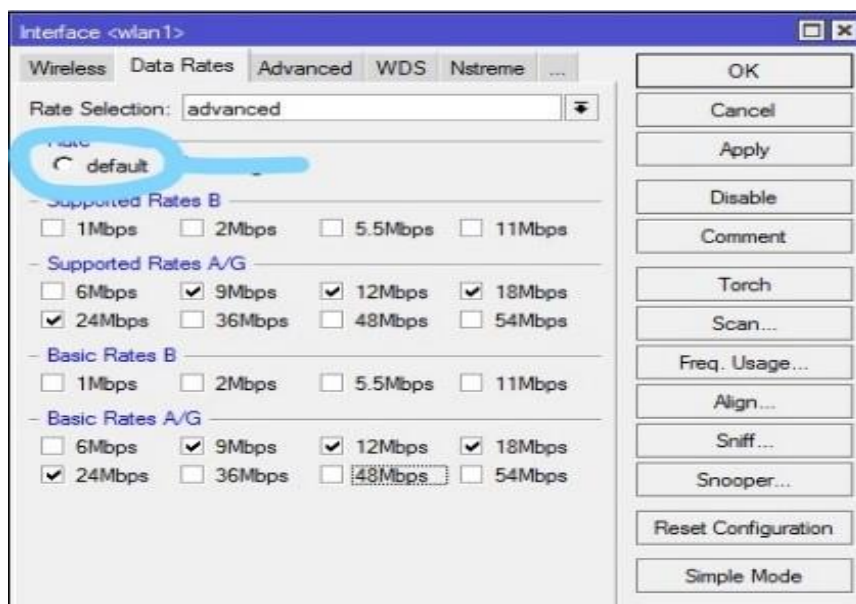 Interface <wlan1>
Wireless Data Rates Advanced WDS Nstreme ...
Rate Selection: advanced
default
Supported Rates B
1Mbps 2Mbps 5.5Mbps 11Mbps
Supported Rates A/G
6Mbps 9Mbps 12Mbps 18Mbps
24Mbps 36Mbps 48Mbps 54Mbps
Basic Rates B
1Mbps 2Mbps 5.5Mbps 11Mbps
Basic Rates A/G
6Mbps 9Mbps 12Mbps 18Mbps
24Mbps 36Mbps 48Mbps 54Mbps
OK
Cancel
Apply
Disable
Comment
Torch
Scan...
Freq. Usage...
Align...
Sniff...
Snooper...
Reset Configuration
Simple Mode